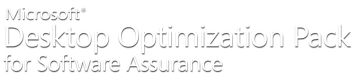 Microsoft®
Desktop Optimization Pack
for Software Assurance